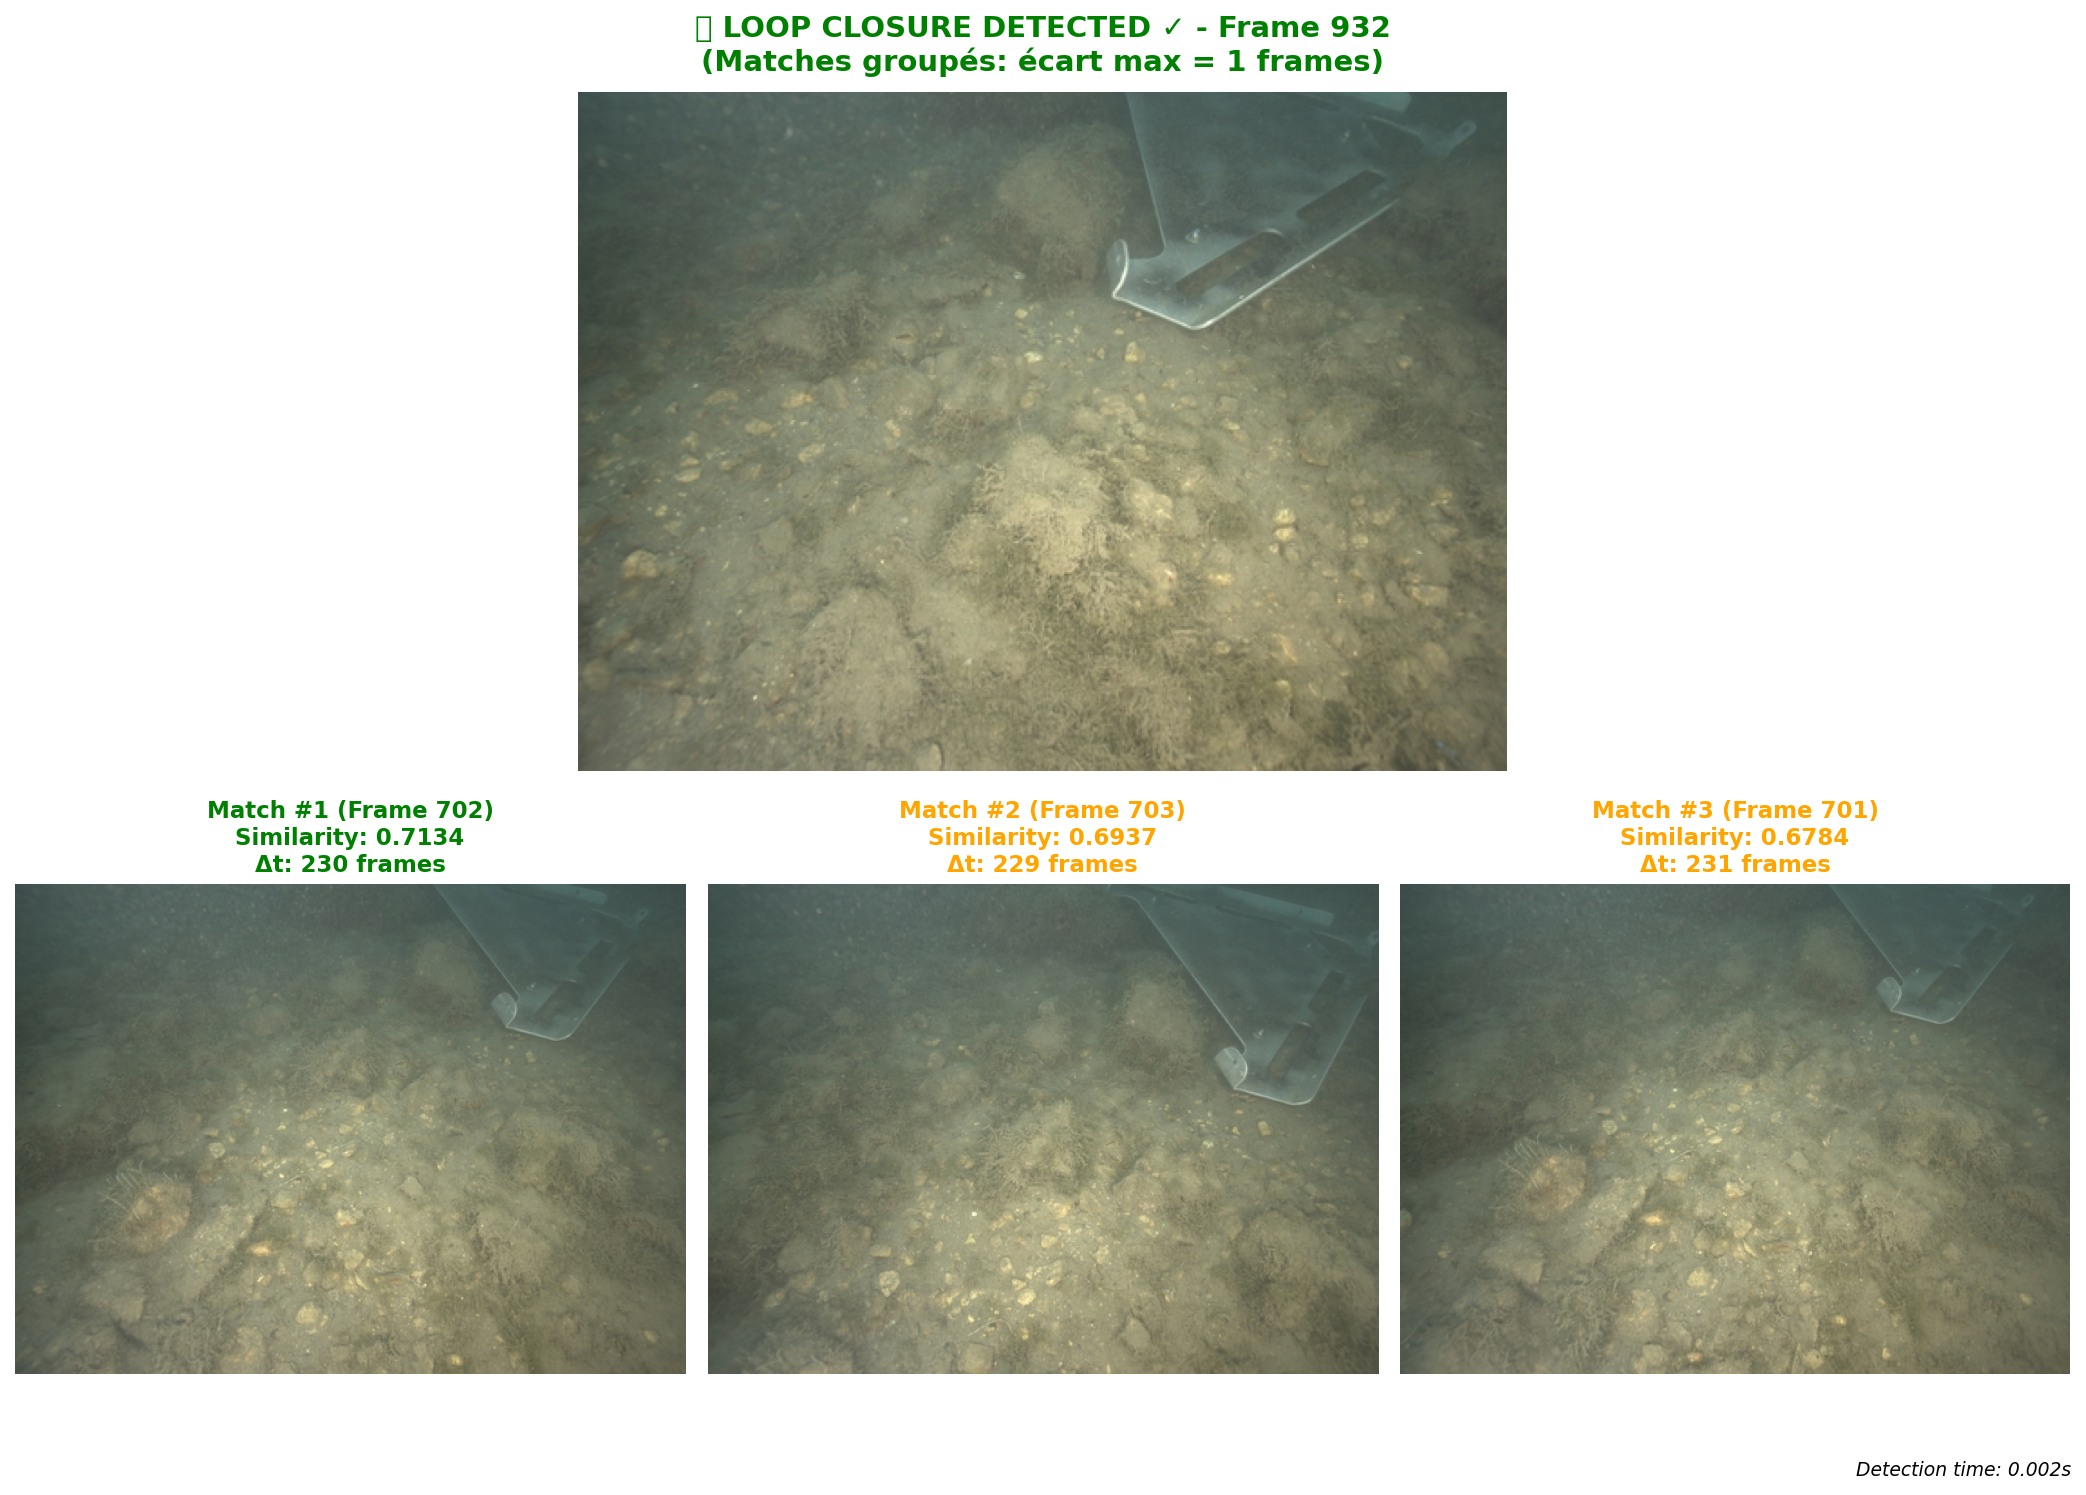 LOOP CLOSURE DETECTED ✓ - Frame 932
(Matches groupés: écart max = 1 frames)
Match #1 (Frame 702)
Similarity: 0.7134
Δt: 230 frames
Match #2 (Frame 703)
Similarity: 0.6937
Δt: 229 frames
Match #3 (Frame 701)
Similarity: 0.6784
Δt: 231 frames
Detection time: 0.002s